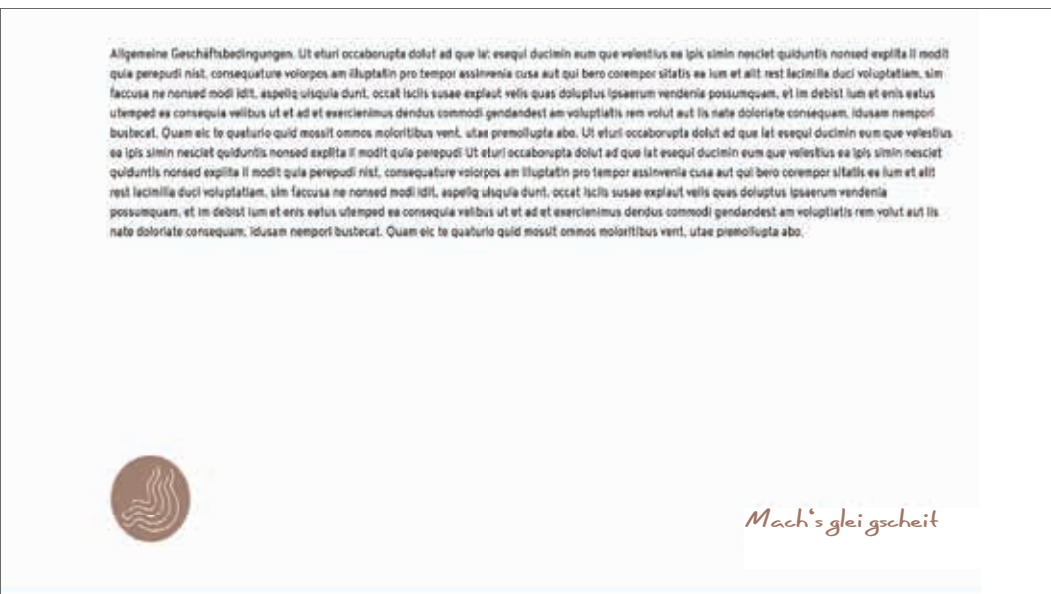 Allgemeine Geschäftsbedingungen. Ut eturi occaborupta dolut ad que lat esequi ducimin eum que velestius ea ipis simin nesciet quiduntis nonsed explita il modit
quia perepudi nist, consequature volorpos am illuptatin pro tempor assinvenia cusa aut qui bero corempor sitatis ea ium et alit rest lacimilla duci voluptatiam, sim
faccusa ne nonsed modi idit, aspeliq uisquia dunt, occat isciis susae explaut velis quas doluptus ipsaerum vendenia possumquam, et im debist ium et enis eatus
utemped ea consequia velibus ut et ad et exercienimus dendus commodi gendandest am voluptiatis rem volut aut lis nate doloriate consequam, idusam nempori
bustecat. Quam eic te quaturio quid mossit ommos moloritibus vent, utae premollupta abo. Ut eturi occaborupta dolut ad que lat esequi ducimin eum que velestius
ea ipis simin nesciet quiduntis nonsed explita il modit quia perepudi Ut eturi occaborupta dolut ad que lat esequi ducimin eum que velestius ea ipis simin nesciet
quiduntis nonsed explita il modit quia perepudi nist, consequature volorpos am illuptatin pro tempor assinvenia cusa aut qui bero corempor sitatis ea ium et alit
rest lacimilla duci voluptatiam, sim faccusa ne nonsed modi idit, aspeliq uisquia dunt, occat isciis susae explaut velis quas doluptus ipsaerum vendenia
possumquam, et im debist ium et enis eatus utemped ea consequia velibus ut et ad et exercienimus dendus commodi gendandest am voluptiatis rem volut aut lis
nate doloriate consequam, idusam nempori bustecat. Quam eic te quaturio quid mossit ommos moloritibus vent, utae premollupta abo.
Mach's glei gscheit